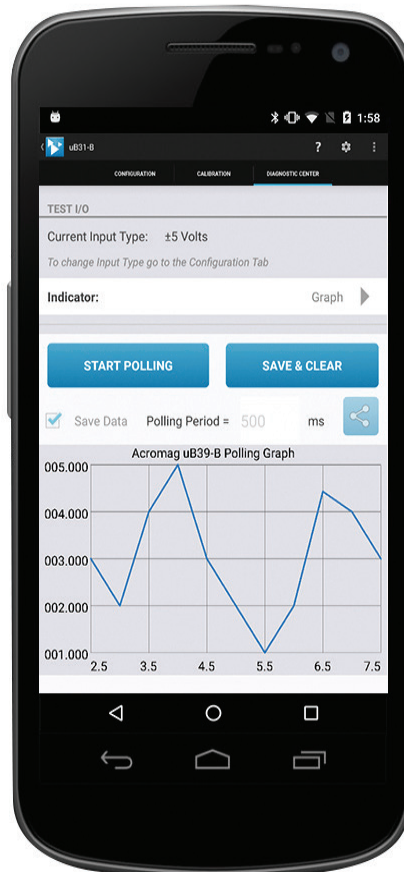 1:58
uB31-B ?
CONFIGURATION CALIBRATION DIAGNOSTIC CENTER
TEST I/O
Current Input Type: ±5 Volts
To change Input Type go to the Configuration Tab
Indicator: Graph
START POLLING SAVE & CLEAR
Save Data Polling Period = 500 ms
Acromag uB39-B Polling Graph
005.000
004.000
003.000
002.000
001.000
2.5 3.5 4.5 5.5 6.5 7.5